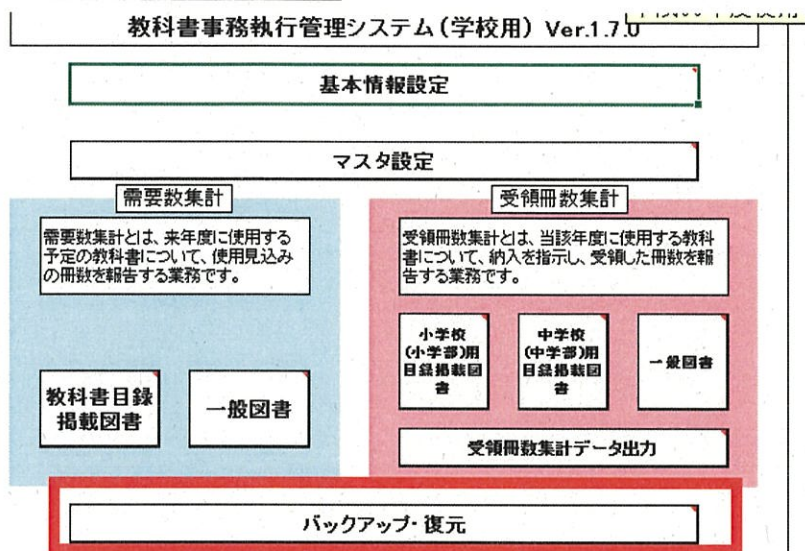 教科書事務執行管理システム(学校用) Ver.1.7.0
基本情報設定
マスタ設定
需要数集計
需要数集計とは、来年度に使用する
予定の教科書について、使用見込み
の冊数を報告する業務です。
教科書目録
掲載図書
一般図書
受領冊数集計
受領冊数集計とは、当該年度に使用する教科
書について、納入を指示し、受領した冊数を報
告する業務です。
小学校
(小学部)用
目録掲載図
書
中学校
(中学部)用
目録掲載図
書
一般図書
受領冊数集計データ出力
バックアップ・復元